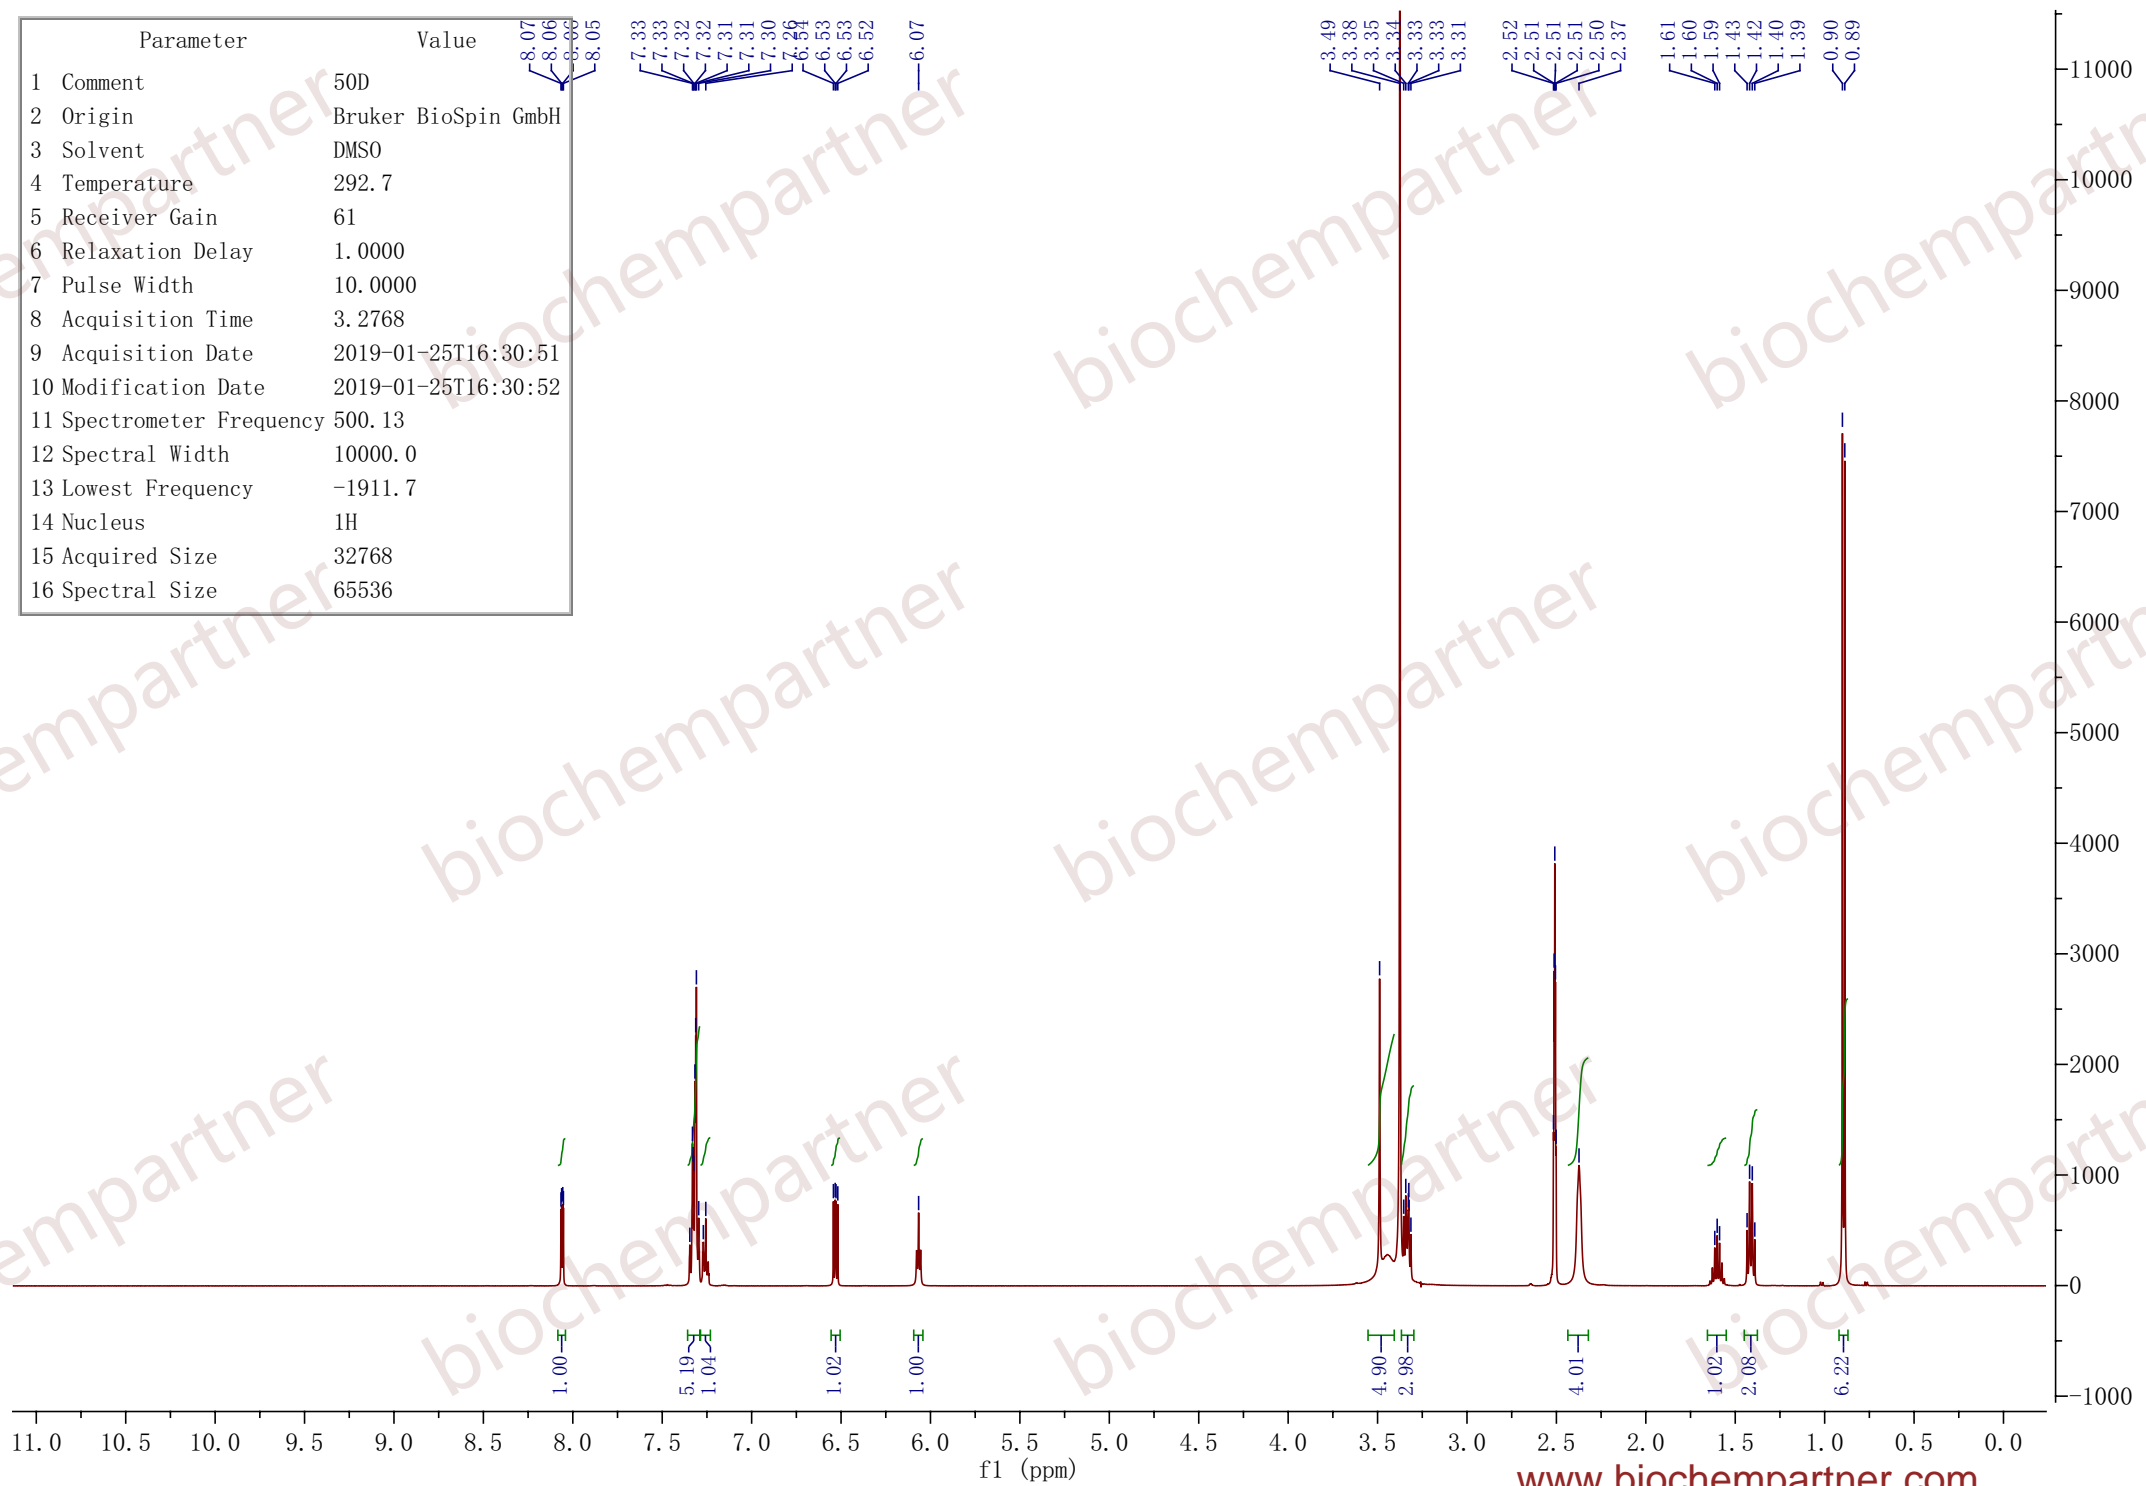 Parameter Value
1 Comment 50D
2 Origin Bruker BioSpin GmbH
3 Solvent DMSO
4 Temperature 292.7
5 Receiver Gain 61
6 Relaxation Delay 1.0000
7 Pulse Width 10.0000
8 Acquisition Time 3.2768
9 Acquisition Date 2019-01-25T16:30:51
10 Modification Date 2019-01-25T16:30:52
11 Spectrometer Frequency 500.13
12 Spectral Width 10000.0
13 Lowest Frequency -1911.7
14 Nucleus 1H
15 Acquired Size 32768
16 Spectral Size 65536
8.07 8.06 8.06 8.05 7.33 7.33 7.32 7.32 7.31 7.31 7.30 7.26 6.54 6.53 6.53 6.52 6.07 3.49 3.38 3.35 3.34 3.33 3.33 3.31 2.52 2.51 2.51 2.51 2.50 2.37 1.61 1.60 1.59 1.43 1.42 1.40 1.39 0.90 0.89
11000
10000
9000
8000
7000
6000
5000
4000
3000
2000
1000
0
-1000
1.00 5.19 1.04 1.02 1.00 4.90 2.98 4.01 1.02 2.08 6.22
11.0 10.5 10.0 9.5 9.0 8.5 8.0 7.5 7.0 6.5 6.0 5.5 5.0 4.5 4.0 3.5 3.0 2.5 2.0 1.5 1.0 0.5 0.0
f1 (ppm)
www.biochempartner.com
biochempartner
biochempartner
biochempartner
biochempartner
biochempartner
biochempartner
biochempartner
biochempartner
biochempartner